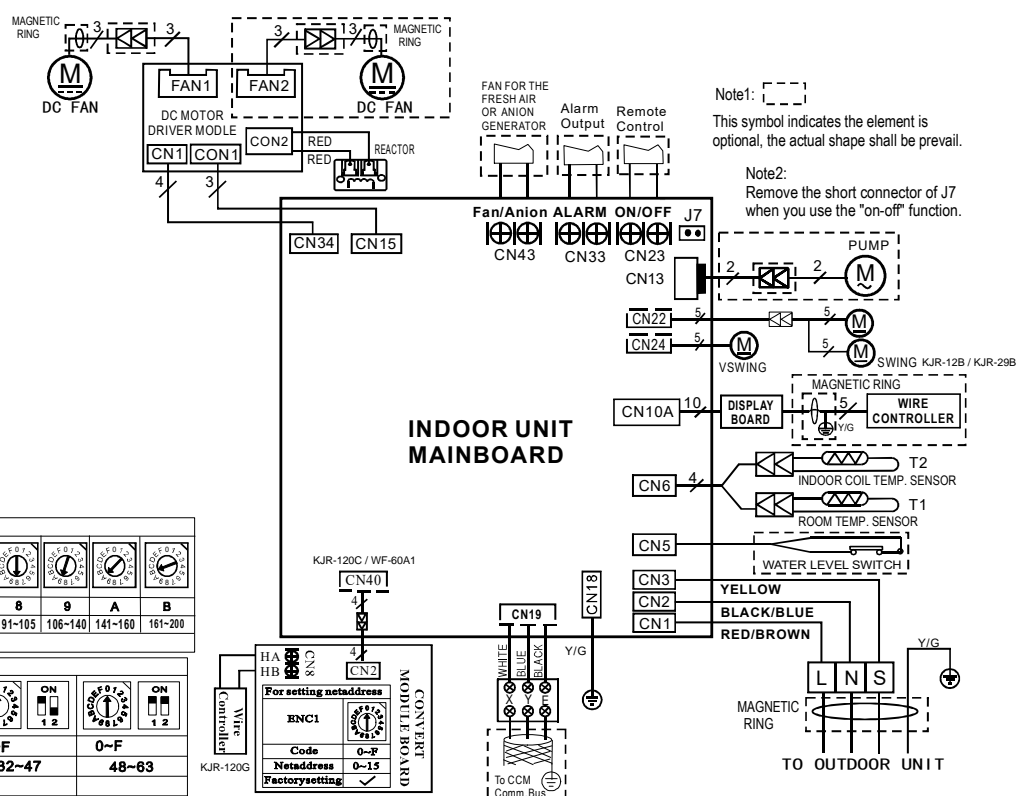 MAGNETIC
RING
3
3
M
DC FAN
FAN1
3
3
MAGNETIC
RING
M
DC FAN
FAN2
DC MOTOR
DRIVER MODLE
CN1
CON1
CON2
RED
RED
REACTOR
4
3
CN34
CN15
FAN FOR THE
FRESH AIR
OR ANION
GENERATOR
Alarm
Output
Remote
Control
Fan/Anion
ALARM
ON/OFF
J7
CN43
CN33
CN23
CN13
Note1:
This symbol indicates the element is
optional, the actual shape shall be prevail.
Note2:
Remove the short connector of J7
when you use the "on-off" function.
2
2
PUMP
M
~
CN22
5
5
M
CN24
5
M
VSWING
5
M
SWING
KJR-12B / KJR-29B
MAGNETIC RING
CN10A
10
DISPLAY
BOARD
5
Y/G
WIRE
CONTROLLER
INDOOR UNIT
MAINBOARD
CN6
4
T2
INDOOR COIL TEMP. SENSOR
T1
ROOM TEMP. SENSOR
CN5
WATER LEVEL SWITCH
CN3
YELLOW
CN2
BLACK/BLUE
CN1
RED/BROWN
L N S
Y/G
MAGNETIC
RING
TO OUTDOOR UNIT
KJR-120C / WF-60A1
CN40
4
4
CN2
HA
HB
CN8
Wire
Controller
KJR-120G
For setting netaddress
ENC1
Code 0~F
Netaddress 0~15
Factorysetting ✓
CONVERT
MODULE BOARD
CN19
WHITE
BLUE
BLACK
X Y E
To CCM
Comm.Bus
CN18
Y/G
8 9 A B
91~105 106~140 141~160 161~200
ON
1 2
ON
1 2
F
0~F
32~47
48~63